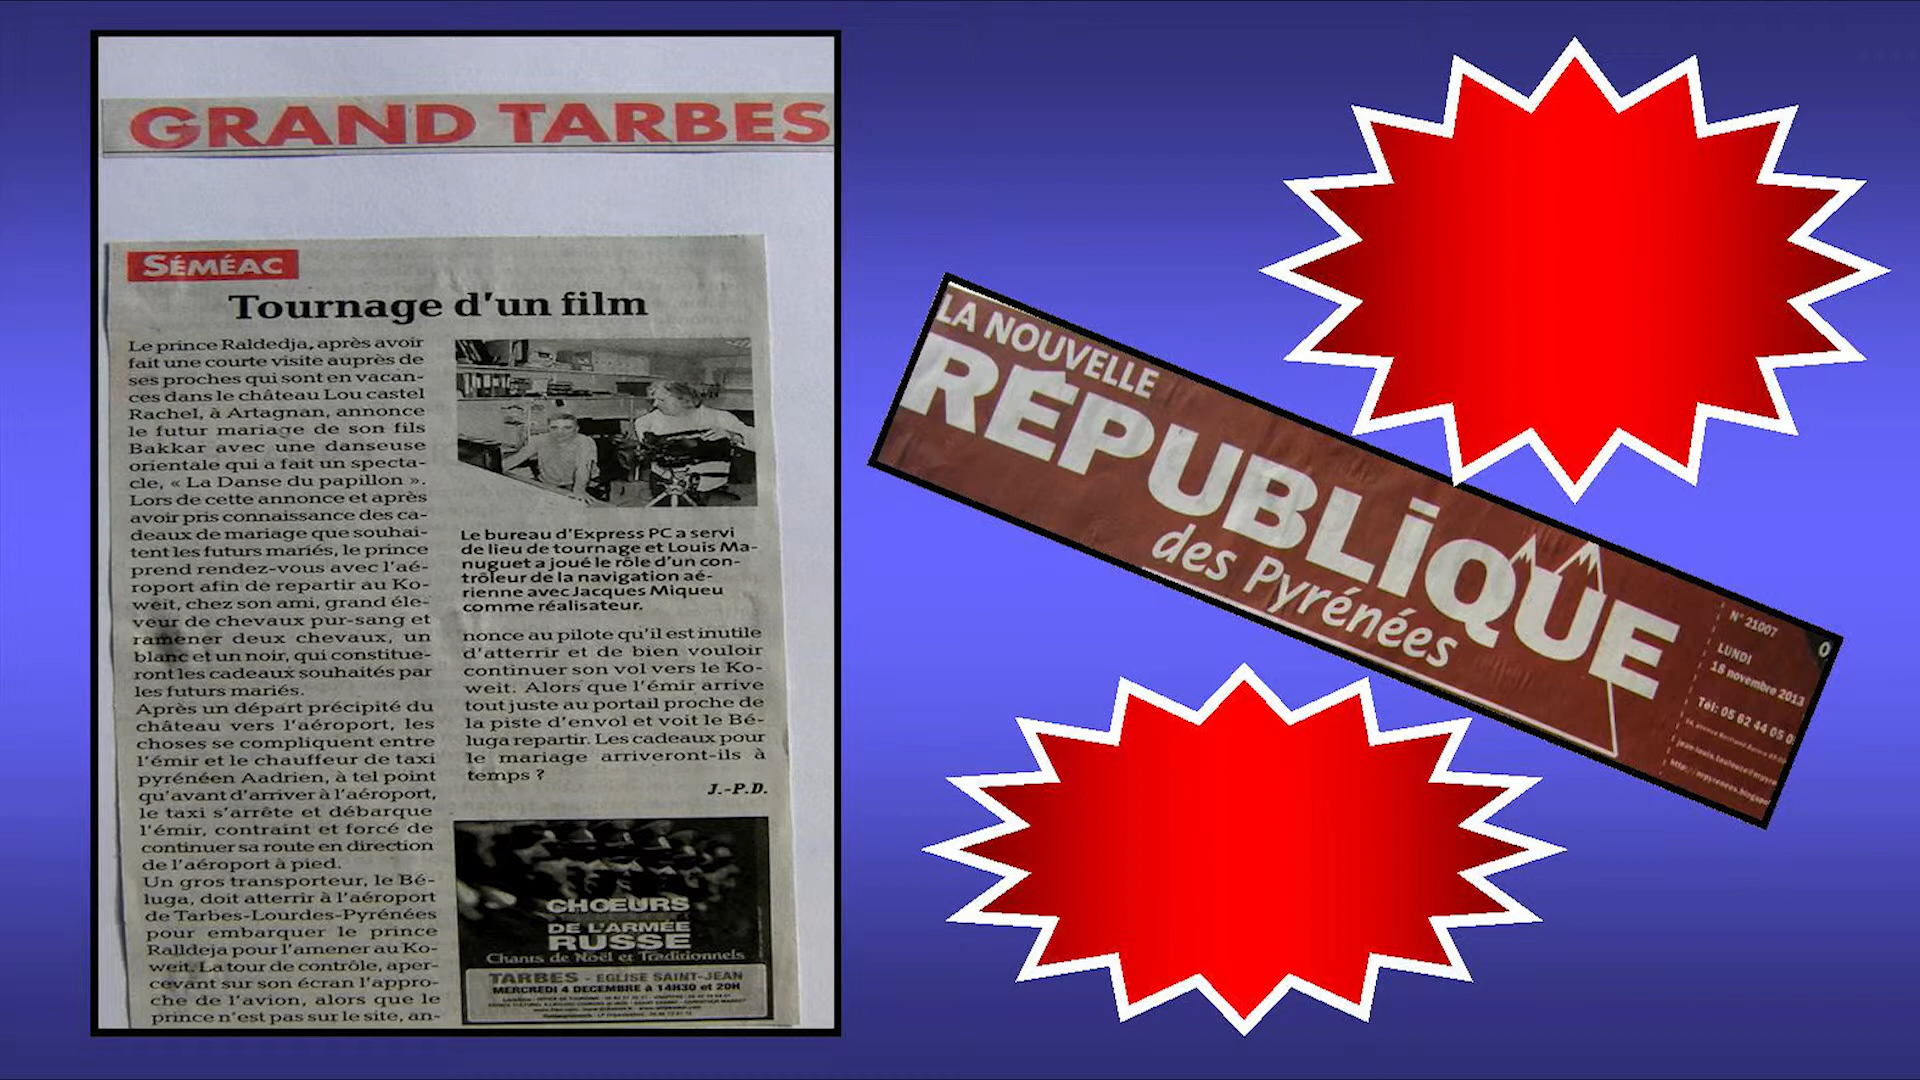 GRAND TARBES
SÉMÉAC
Tournage d'un film
Le prince Raldedja, après avoir
fait une courte visite auprès de
ses proches qui sont en vacan-
ces dans le château Lou castel
Rachel, à Artagnan, annonce
le futur mariage de son fils
Bakkar avec une danseuse
orientale qui a fait un specta-
cle, « La Danse du papillon ».
Lors de cette annonce et après
avoir pris connaissance des ca-
deaux de mariage que souhai-
tent les futurs mariés, le prince
prend rendez-vous avec l'aé-
roport afin de repartir au Ko-
weit, chez son ami, grand éle-
veur de chevaux pur-sang et
ramener deux chevaux, un
blanc et un noir, qui constitue-
ront les cadeaux souhaités par
les futurs mariés.
Après un départ précipité du
château vers l'aéroport, les
choses se compliquent entre
l'émir et le chauffeur de taxi
pyrénéen Aadrien, à tel point
qu'avant d'arriver à l'aéroport,
le taxi s'arrête et débarque
l'émir, contraint et forcé de
continuer sa route en direction
de l'aéroport à pied.
Un gros transporteur, le Bé-
luga, doit atterrir à l'aéroport
de Tarbes-Lourdes-Pyrénées
pour embarquer le prince
Ralldeja pour l'amener au Ko-
weit. La tour de contrôle, aper-
cevant sur son écran l'appro-
che de l'avion, alors que le
prince n'est pas sur le site, an-
Le bureau d'Express PC a servi
de lieu de tournage et Louis Ma-
nuguet a joué le rôle d'un con-
trôleur de la navigation aé-
rienne avec Jacques Miqueu
comme réalisateur.
nonce au pilote qu'il est inutile
d'atterrir et de bien vouloir
continuer son vol vers le Ko-
weit. Alors que l'émir arrive
tout juste au portail proche de
la piste d'envol et voit le Bé-
luga repartir. Les cadeaux pour
le mariage arriveront-ils à
temps ?
J.-P.D.
CHŒURS
DE L'ARMÉE
RUSSE
Chants de Noël et Traditionnels
TARBES - EGLISE SAINT-JEAN
MERCREDI 4 DECEMBRE à 14H30 et 20H
LA NOUVELLE
RÉPUBLIQUE
des Pyrénées
N° 21007
0
LUNDI
18 novembre 2013
Tél: 05 62 44 05 0